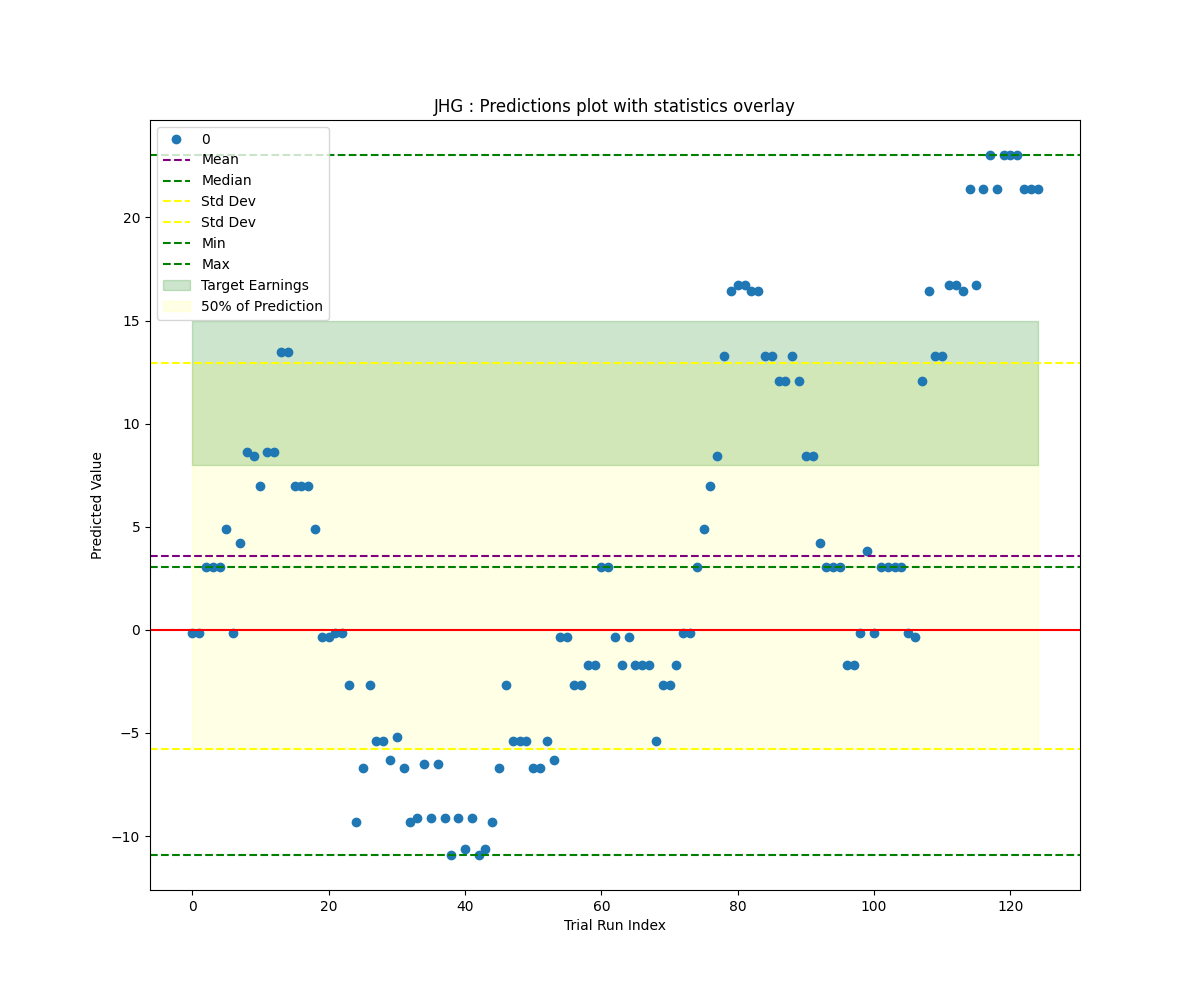 JHG : Predictions plot with statistics overlay
0
Mean
Median
Std Dev
Std Dev
Min
Max
Target Earnings
50% of Prediction
Predicted Value
20
15
10
5
0
−5
−10
0 20 40 60 80 100 120
Trial Run Index